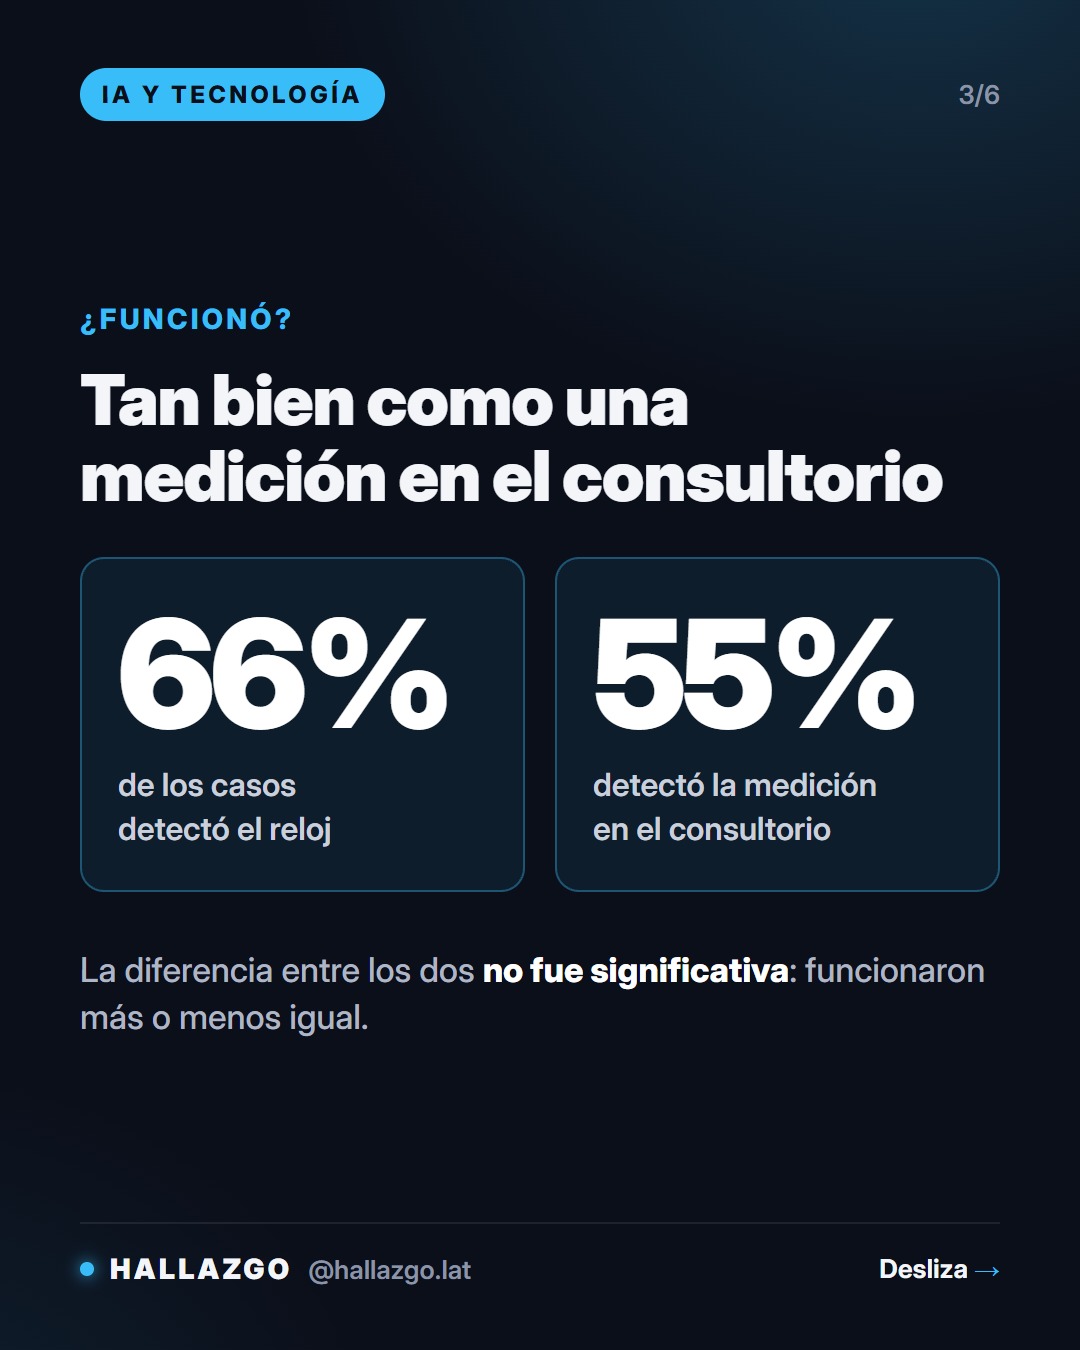 IA Y TECNOLOGÍA
3/6
¿FUNCIONÓ?
Tan bien como una
medición en el consultorio
66%
de los casos
detectó el reloj
55%
detectó la medición
en el consultorio
La diferencia entre los dos no fue significativa: funcionaron
más o menos igual.
HALLAZGO @hallazgo.lat
Desliza →